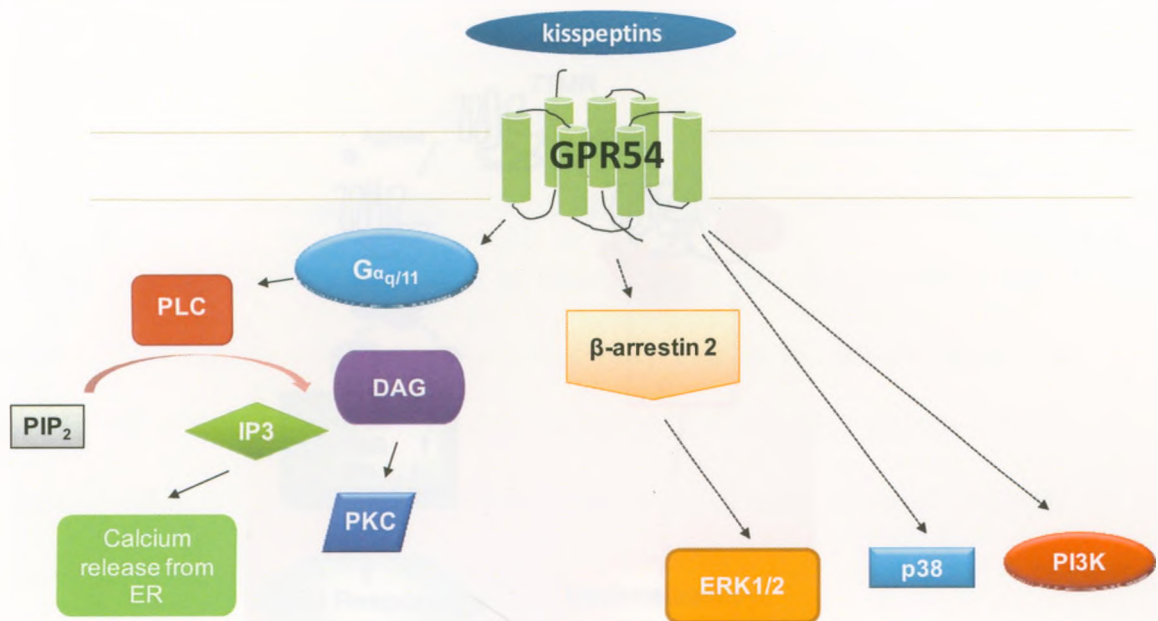 kisspeptins
GPR54
Gαq/11
PLC
β-arrestin 2
DAG
PIP₂
IP3
PKC
Calcium
release from
ER
ERK1/2
p38
PI3K